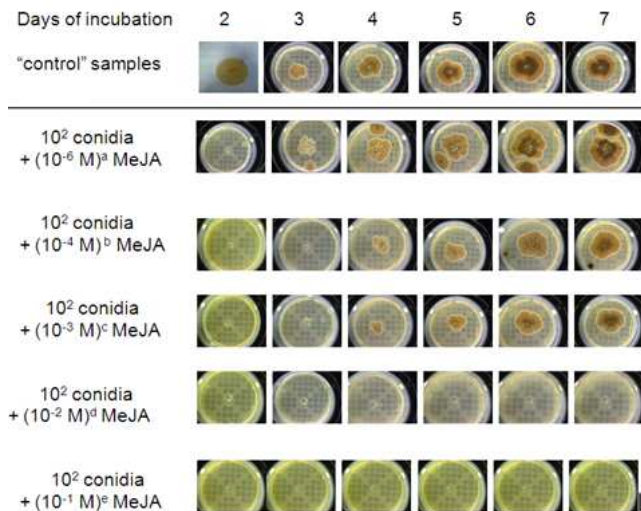 Days of incubation 2 3 4 5 6 7
“control” samples
10² conidia
+ (10⁻⁶ M)ᵃ MeJA
10² conidia
+ (10⁻⁴ M) ᵇ MeJA
10² conidia
+ (10⁻³ M)ᶜ MeJA
10² conidia
+ (10⁻² M)ᵈ MeJA
10² conidia
+ (10⁻¹ M)ᵉ MeJA